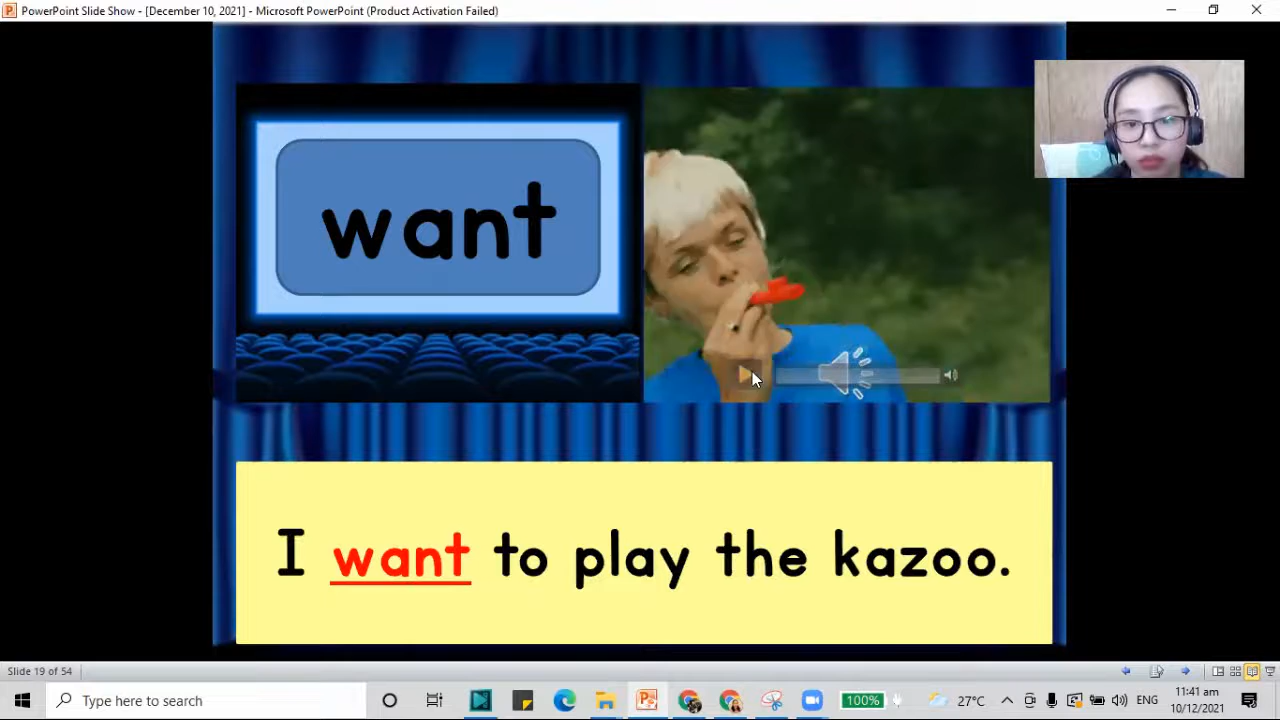 PowerPoint Slide Show - [December 10, 2021] - Microsoft PowerPoint (Product Activation Failed)
want
I want to play the kazoo.
Slide 19 of 54
Type here to search
100%
27°C
ENG
11:41 am
10/12/2021